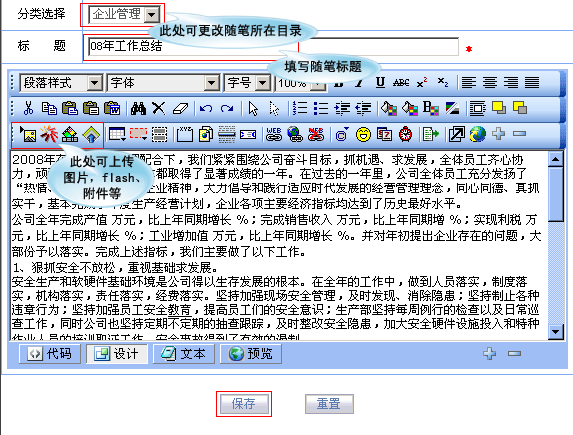 分类选择 企业管理
此处可更改随笔所在目录
标 题 08年工作总结
填写随笔标题
段落样式 字体 字号 100% B I U ABC x² x₂
此处可上传
图片，flash、
附件等
2008年在 配合下，我们紧紧围绕公司奋斗目标，抓机遇、求发展，全体员工齐心协
力，顽 都取得了显著成绩的一年。在过去的一年里，公司全体员工充分发扬了
“热情、 企业精神，大力倡导和践行造应时代发展的经营管理理念，同心同德、真抓
实干，基本完成了年度生产经营计划，企业各项主要经济指标均达到了历史最好水平。
公司全年完成产值 万元，比上年同期增长 %；完成销售收入 万元，比上年同期增 %；实现利税 万
元，比上年同期增长 %；工业增加值 万元，比上年同期增长 %。并对年初提出企业存在的问题，大
部份予以落实。完成上述指标，我们主要做了以下工作。
1、狠抓安全不放松，重视基础求发展。
安全生产和软硬件基础环境是公司得以生存发展的根本。在全年的工作中，做到人员落实，制度落
实，机构落实，责任落实，经费落实。坚持加强现场安全管理，及时发现、消除隐患；坚持制止各种
违章行为；坚持加强员工安全教育，提高员工们的安全意识；生产部坚持每周例行的检查以及日常巡
查工作，同时公司也坚持定期不定期的抽查跟踪，及时整改安全隐患，加大安全硬件设施投入和特种
作业人员的培训取证工作，安全事故得到了有效的遏制
代码 设计 文本 预览
保存 重置